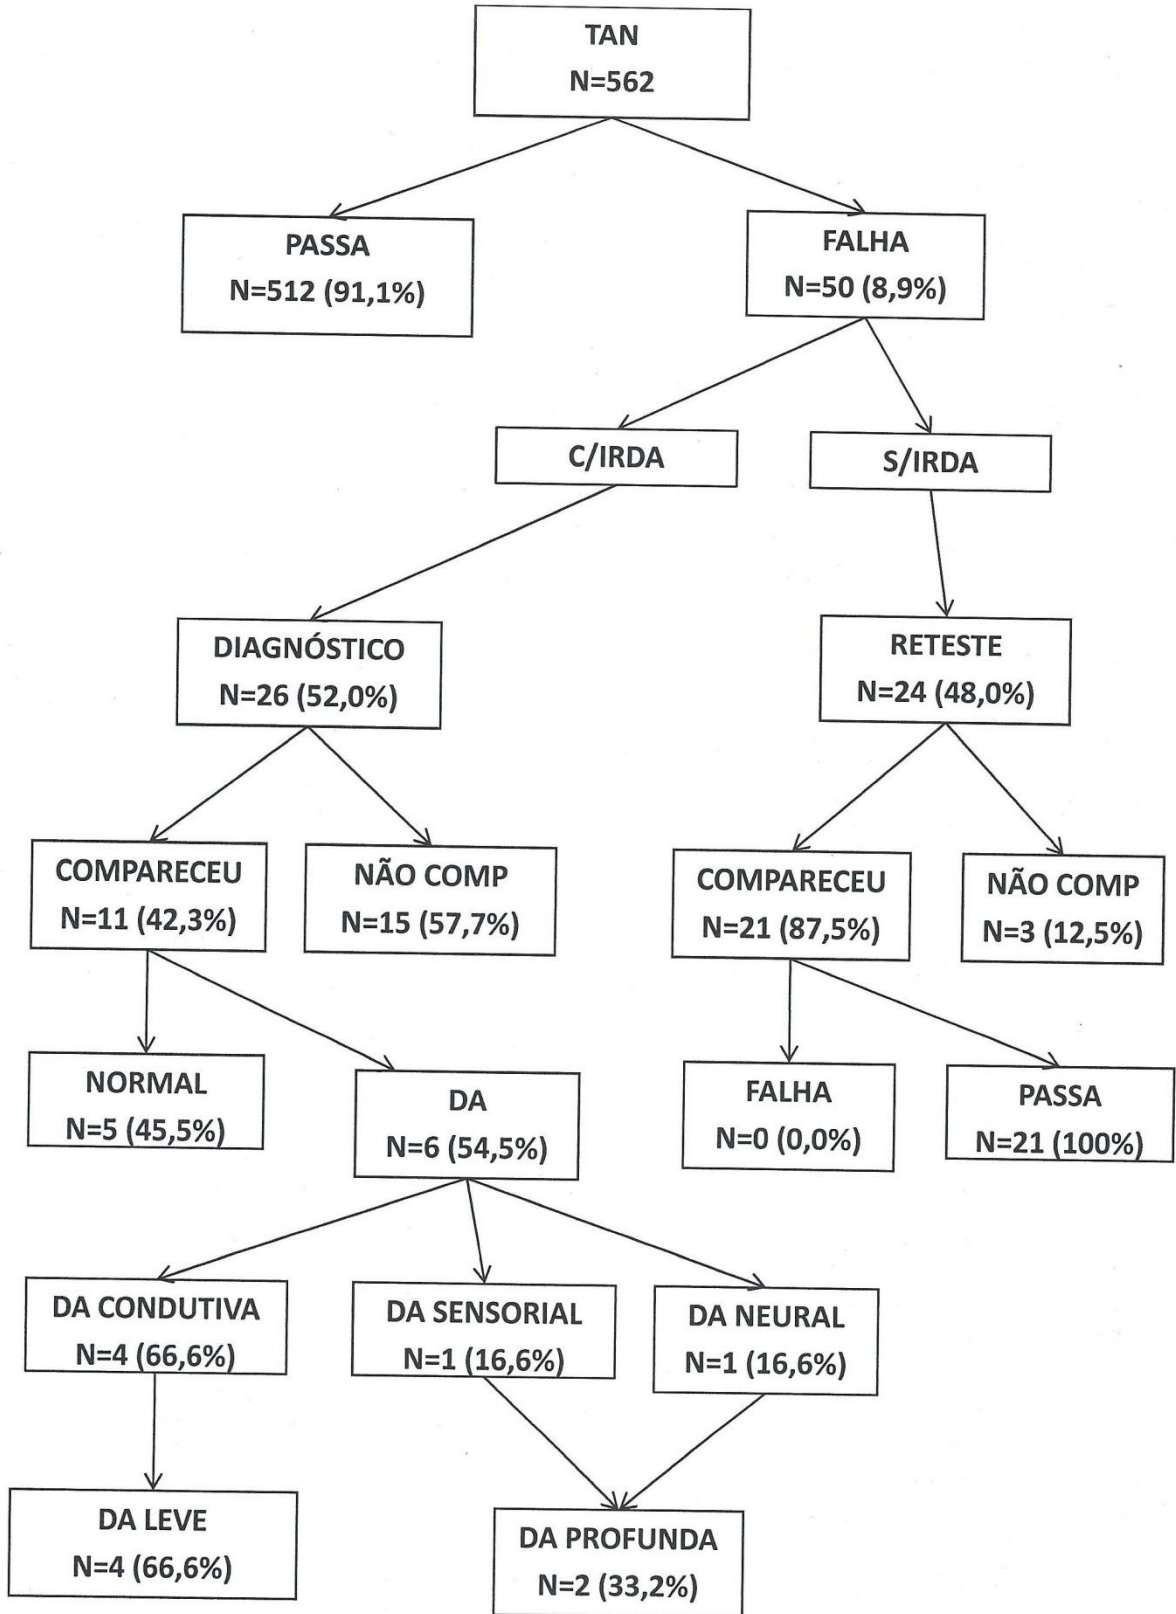 TAN
N=562
PASSA
N=512 (91,1%)
FALHA
N=50 (8,9%)
C/IRDA
S/IRDA
DIAGNÓSTICO
N=26 (52,0%)
RETESTE
N=24 (48,0%)
COMPARECEU
N=11 (42,3%)
NÃO COMP
N=15 (57,7%)
COMPARECEU
N=21 (87,5%)
NÃO COMP
N=3 (12,5%)
NORMAL
N=5 (45,5%)
DA
N=6 (54,5%)
FALHA
N=0 (0,0%)
PASSA
N=21 (100%)
DA CONDUTIVA
N=4 (66,6%)
DA SENSORIAL
N=1 (16,6%)
DA NEURAL
N=1 (16,6%)
DA LEVE
N=4 (66,6%)
DA PROFUNDA
N=2 (33,2%)